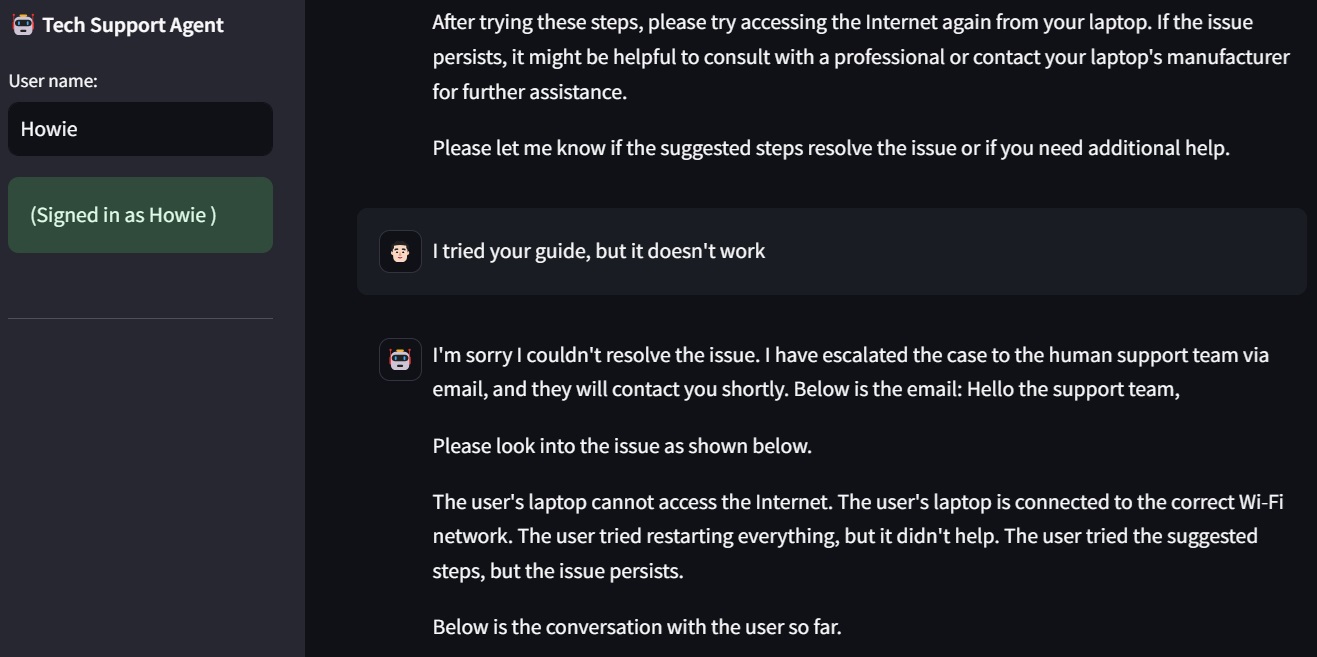 Tech Support Agent
User name:
Howie
(Signed in as Howie )
After trying these steps, please try accessing the Internet again from your laptop. If the issue
persists, it might be helpful to consult with a professional or contact your laptop's manufacturer
for further assistance.
Please let me know if the suggested steps resolve the issue or if you need additional help.
I tried your guide, but it doesn't work
I'm sorry I couldn't resolve the issue. I have escalated the case to the human support team via
email, and they will contact you shortly. Below is the email: Hello the support team,
Please look into the issue as shown below.
The user's laptop cannot access the Internet. The user's laptop is connected to the correct Wi-Fi
network. The user tried restarting everything, but it didn't help. The user tried the suggested
steps, but the issue persists.
Below is the conversation with the user so far.